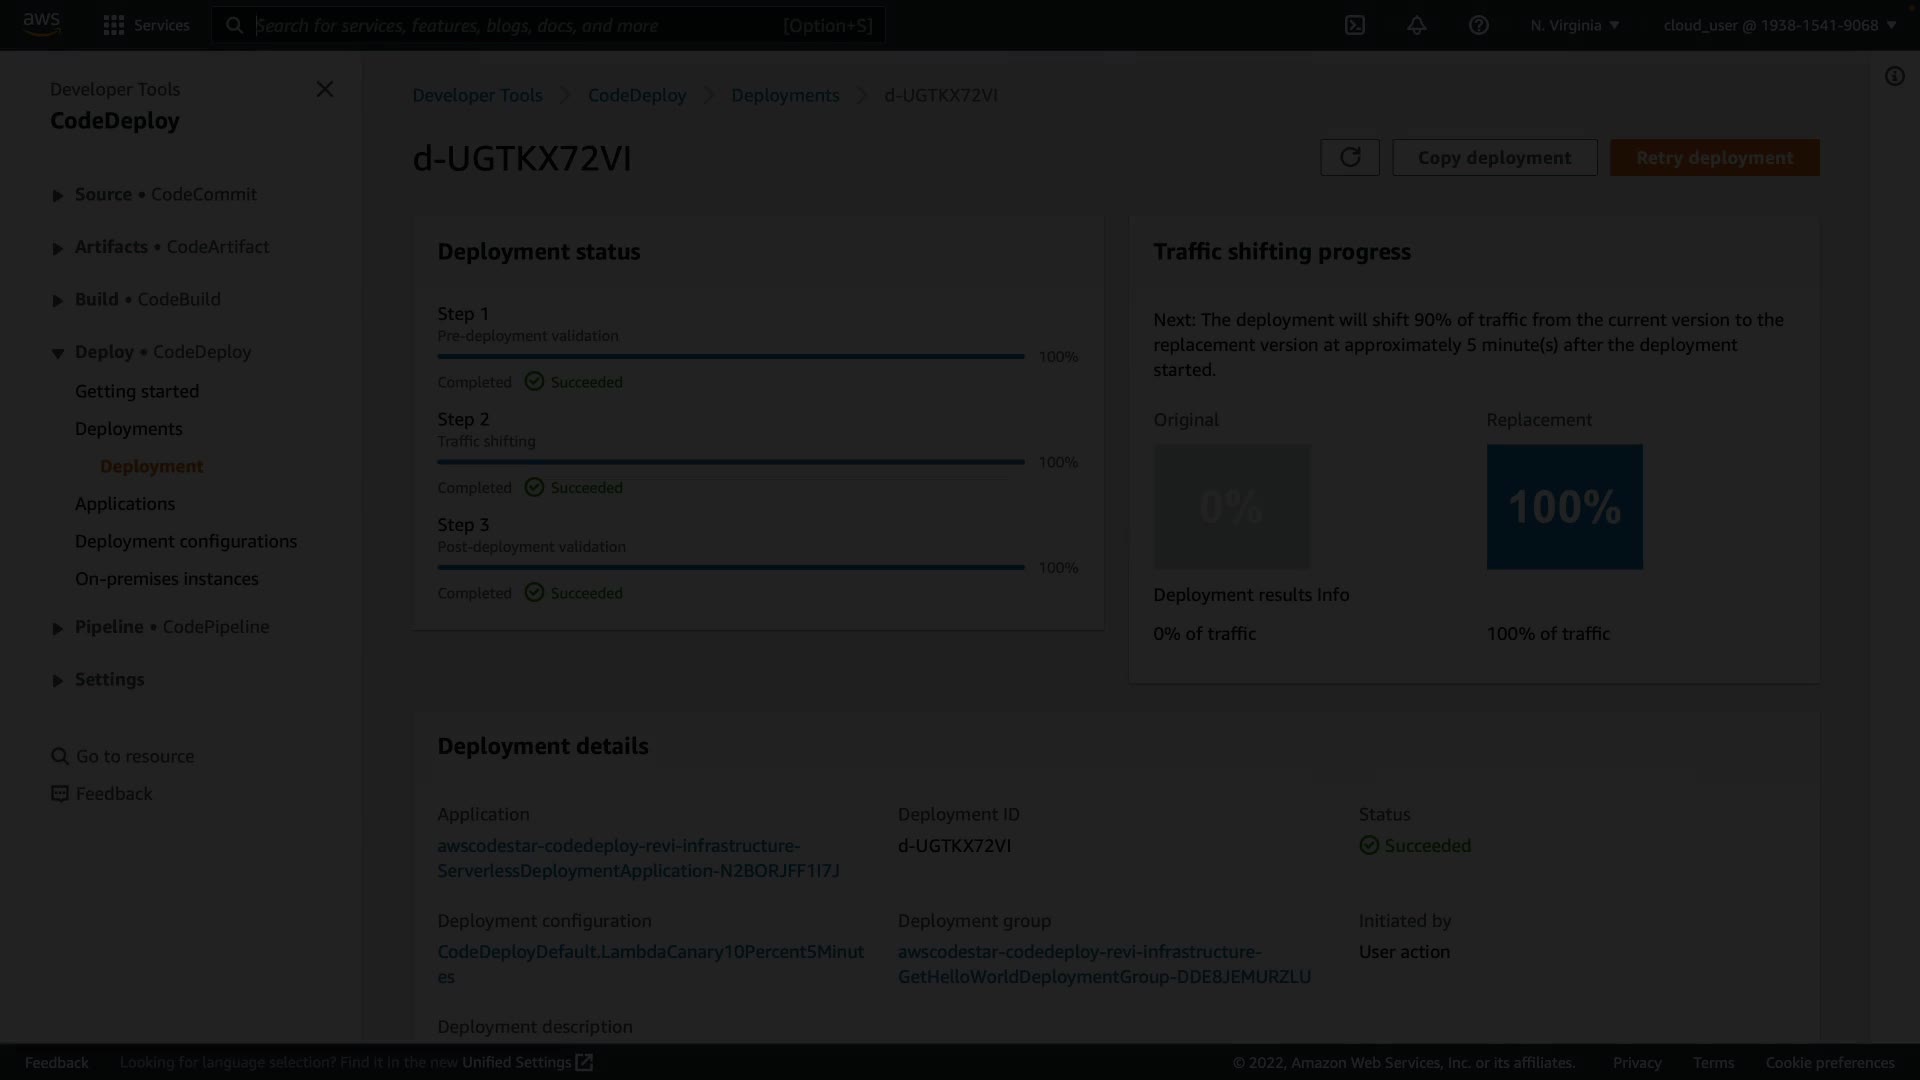 aws
Services
Search for services, features, blogs, docs, and more
[Option+S]
N. Virginia
cloud_user @ 1938-1541-9068
Developer Tools
CodeDeploy
Source • CodeCommit
Artifacts • CodeArtifact
Build • CodeBuild
Deploy • CodeDeploy
Getting started
Deployments
Deployment
Applications
Deployment configurations
On-premises instances
Pipeline • CodePipeline
Settings
Go to resource
Feedback
Developer Tools
CodeDeploy
Deployments
d-UGTKX72VI
d-UGTKX72VI
Copy deployment
Retry deployment
Deployment status
Step 1
Pre-deployment validation
100%
Completed
Succeeded
Step 2
Traffic shifting
100%
Completed
Succeeded
Step 3
Post-deployment validation
100%
Completed
Succeeded
Traffic shifting progress
Next: The deployment will shift 90% of traffic from the current version to the
replacement version at approximately 5 minute(s) after the deployment
started.
Original
Replacement
0%
100%
Deployment results Info
0% of traffic
100% of traffic
Deployment details
Application
awscodestar-codedeploy-revi-infrastructure-
ServerlessDeploymentApplication-N2BORJFF1I7J
Deployment ID
d-UGTKX72VI
Status
Succeeded
Deployment configuration
CodeDeployDefault.LambdaCanary10Percent5Minut
es
Deployment group
awscodestar-codedeploy-revi-infrastructure-
GetHelloWorldDeploymentGroup-DDE8JEMURZLU
Initiated by
User action
Deployment description
Feedback
Looking for language selection? Find it in the new Unified Settings
© 2022, Amazon Web Services, Inc. or its affiliates.
Privacy
Terms
Cookie preferences